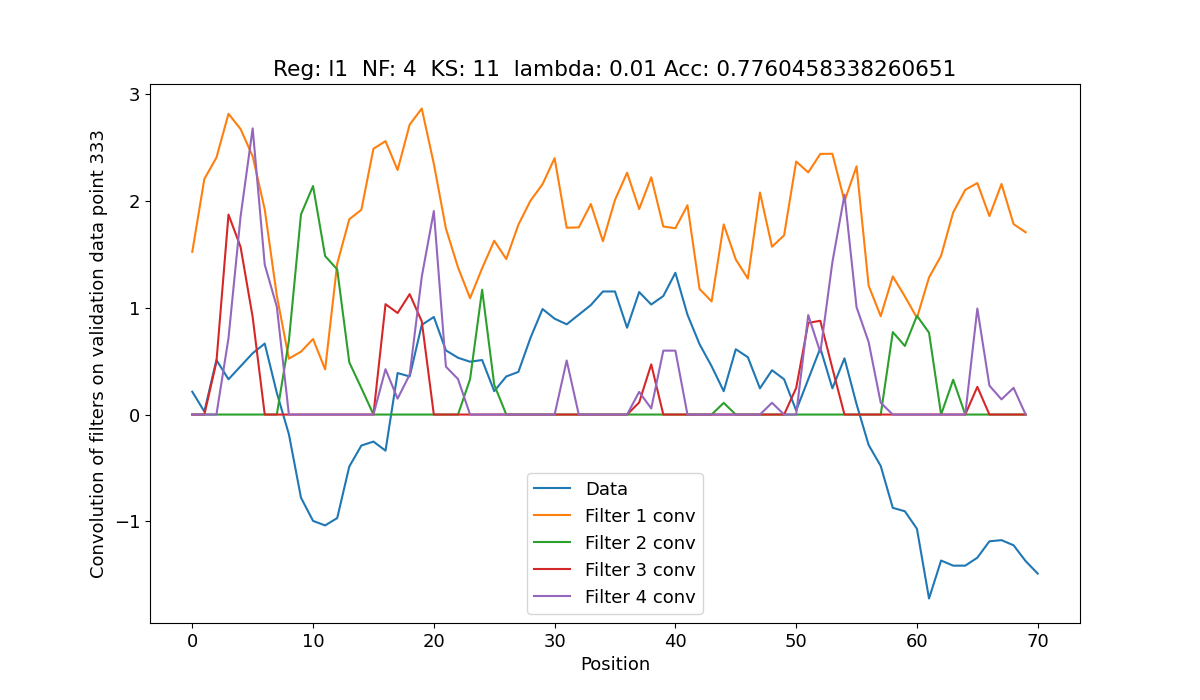 Reg: l1  NF: 4  KS: 11  lambda: 0.01 Acc: 0.7760458338260651
Convolution of filters on validation data point 333
3
2
1
0
−1
Data
Filter 1 conv
Filter 2 conv
Filter 3 conv
Filter 4 conv
0 10 20 30 40 50 60 70
Position